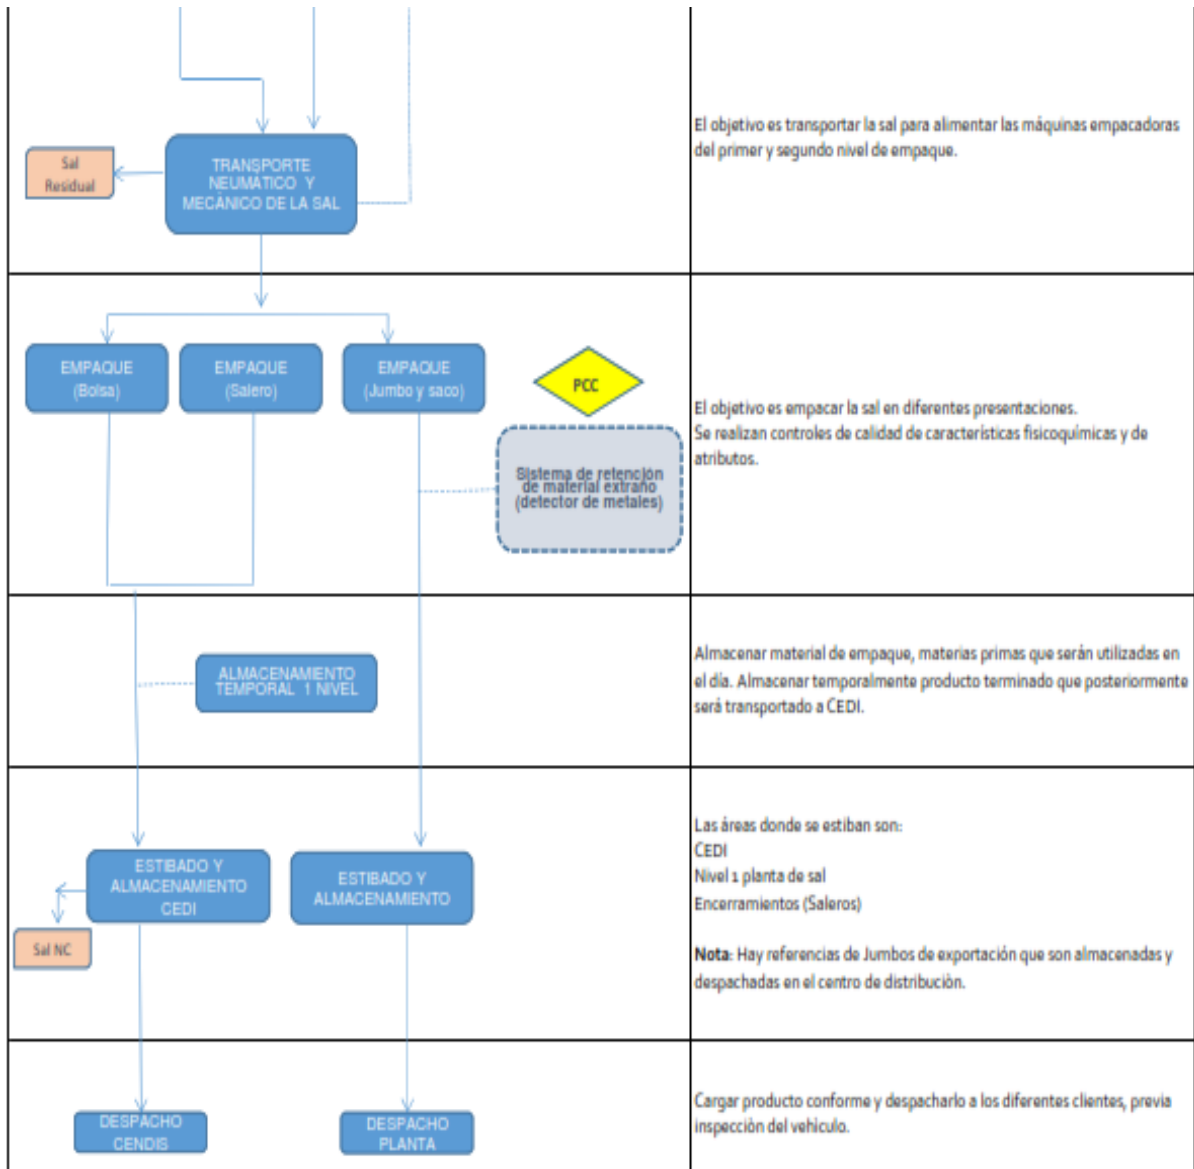 El objetivo es transportar la sal para alimentar las máquinas empacadoras
del primer y segundo nivel de empaque.
Sal
Residual
TRANSPORTE
NEUMÁTICO Y
MECÁNICO DE LA SAL
EMPAQUE
(Bolsa)
EMPAQUE
(Salero)
EMPAQUE
(Jumbo y saco)
PCC
Sistema de retención
de material extraño
(detector de metales)
El objetivo es empacar la sal en diferentes presentaciones.
Se realizan controles de calidad de características fisicoquímicas y de
atributos.
ALMACENAMIENTO
TEMPORAL 1 NIVEL
Almacenar material de empaque, materias primas que serán utilizadas en
el día. Almacenar temporalmente producto terminado que posteriormente
será transportado a CEDI.
ESTIBADO Y
ALMACENAMIENTO
CEDI
ESTIBADO Y
ALMACENAMIENTO
Sal NC
Las áreas donde se estiban son:
CEDI
Nivel 1 planta de sal
Encerramientos (Saleros)
Nota: Hay referencias de Jumbos de exportación que son almacenadas y
despachadas en el centro de distribución.
DESPACHO
CENDIS
DESPACHO
PLANTA
Cargar producto conforme y despacharlo a los diferentes clientes, previa
inspección del vehículo.